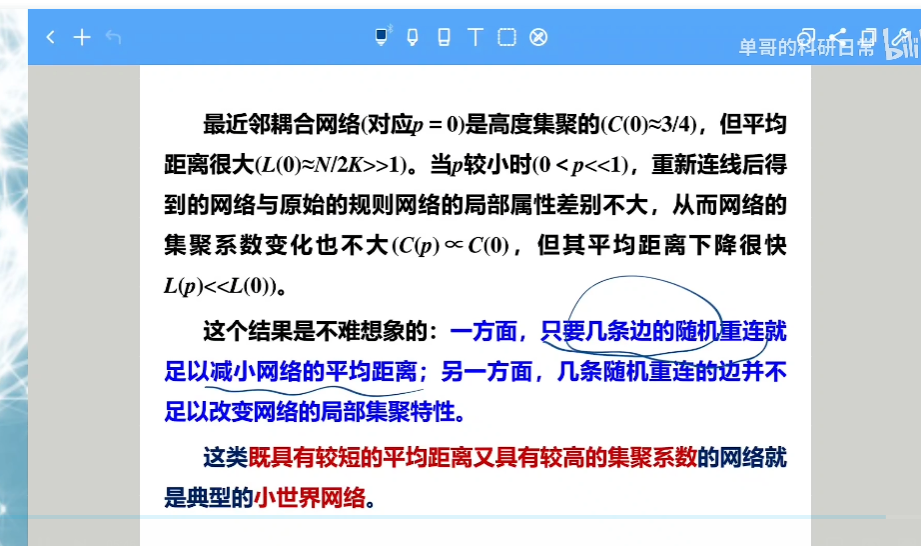 单哥的科研日常 bili
最近邻耦合网络(对应p = 0)是高度集聚的(C(0)≈3/4)，但平均
距离很大(L(0)≈N/2K>>1)。当p较小时(0 < p<<1)，重新连线后得
到的网络与原始的规则网络的局部属性差别不大，从而网络的
集聚系数变化也不大(C(p) ∝ C(0)，但其平均距离下降很快
L(p)<<L(0))。
这个结果是不难想象的：一方面，只要几条边的随机重连就
足以减小网络的平均距离；另一方面，几条随机重连的边并不
足以改变网络的局部集聚特性。
这类既具有较短的平均距离又具有较高的集聚系数的网络就
是典型的小世界网络。